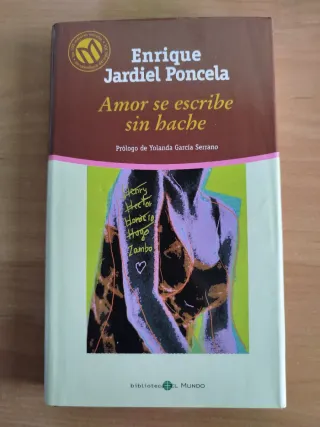 Enrique
Jardiel Poncela
Amor se escribe
sin hache
Prólogo de Yolanda García Serrano
Henry
Hector
Horacio
Hugo
Zambo
biblioteca EL MUNDO